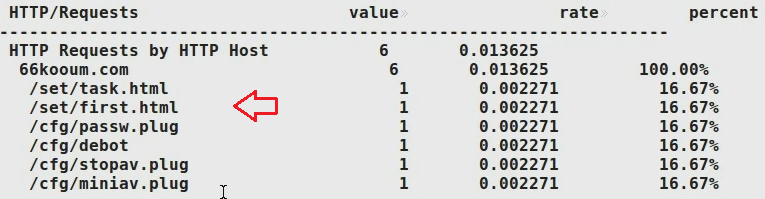 HTTP/Requests value rate percent
-------------------------------------------------------------------
HTTP Requests by HTTP Host 6 0.013625
66kooum.com 6 0.013625 100.00%
/set/task.html 1 0.002271 16.67%
/set/first.html 1 0.002271 16.67%
/cfg/passw.plug 1 0.002271 16.67%
/cfg/debot 1 0.002271 16.67%
/cfg/stopav.plug 1 0.002271 16.67%
/cfg/miniav.plug 1 0.002271 16.67%